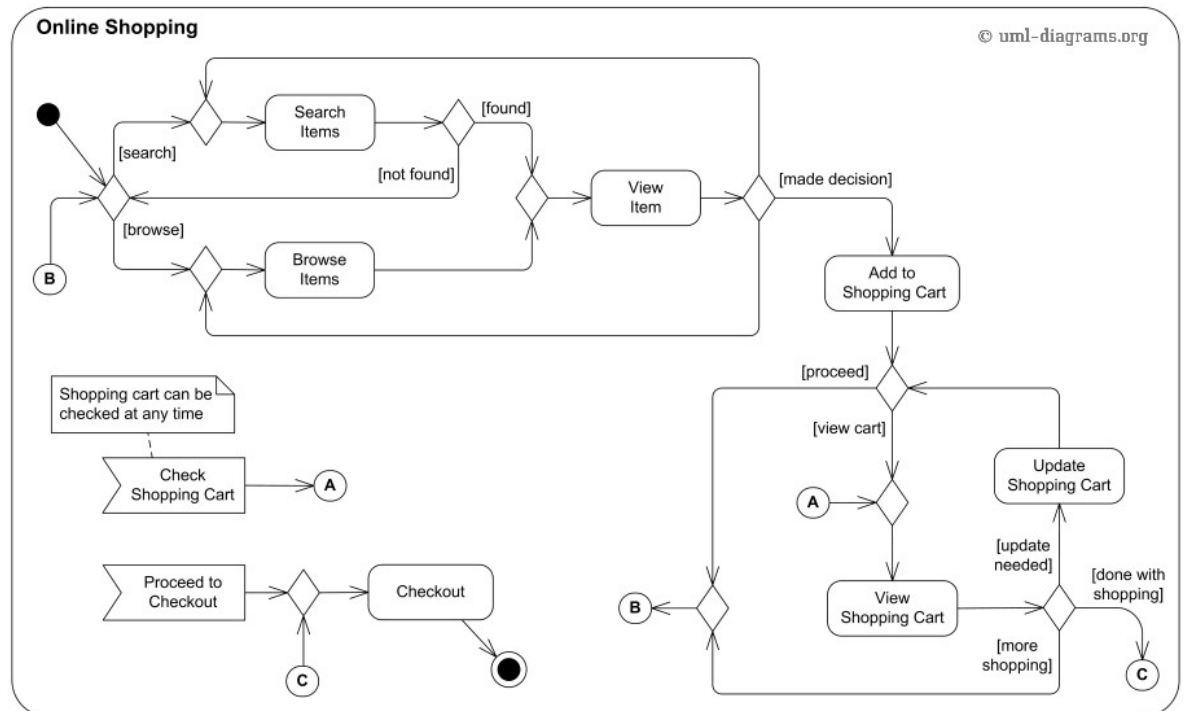 Online Shopping
© uml-diagrams.org
Search
Items
[found]
[search]
[not found]
View
Item
[made decision]
[browse]
B
Browse
Items
Add to
Shopping Cart
Shopping cart can be
checked at any time
[proceed]
[view cart]
Check
Shopping Cart
A
A
Update
Shopping Cart
[update
needed]
[done with
shopping]
Proceed to
Checkout
Checkout
B
View
Shopping Cart
[more
shopping]
C
C